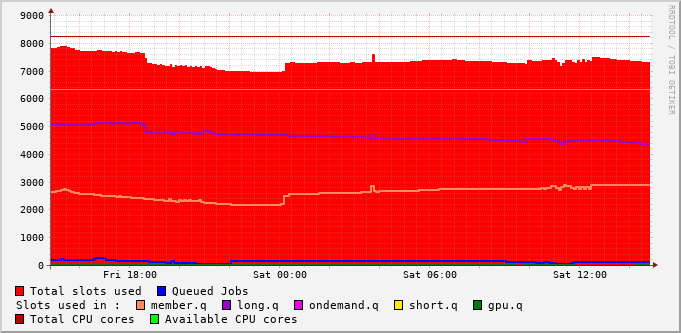 9000
8000
7000
6000
5000
4000
3000
2000
1000
0
Fri 18:00 Sat 00:00 Sat 06:00 Sat 12:00
RRDTOOL / TOBI OETIKER
Total slots used Queued Jobs
Slots used in : member.q long.q ondemand.q short.q gpu.q
Total CPU cores Available CPU cores